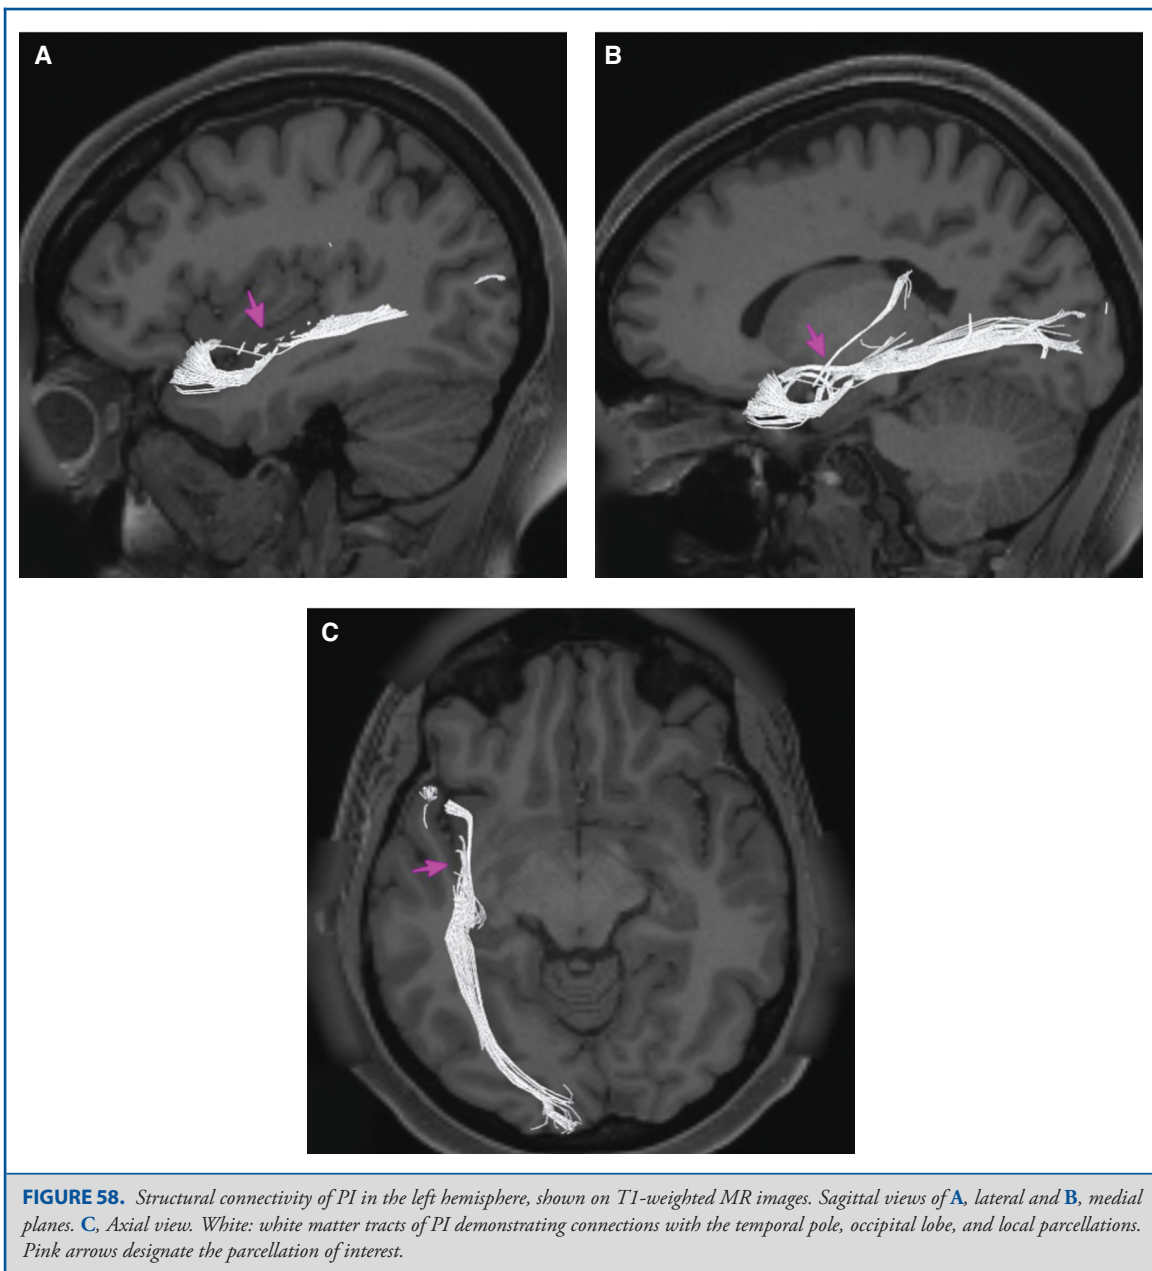 A
B
C
FIGURE 58. Structural connectivity of PI in the left hemisphere, shown on T1-weighted MR images. Sagittal views of A, lateral and B, medial
planes. C, Axial view. White: white matter tracts of PI demonstrating connections with the temporal pole, occipital lobe, and local parcellations.
Pink arrows designate the parcellation of interest.